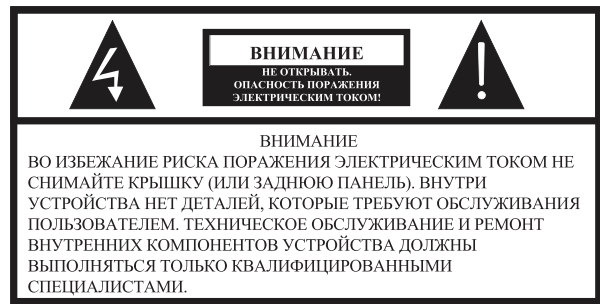 ВНИМАНИЕ
НЕ ОТКРЫВАТЬ.
ОПАСНОСТЬ ПОРАЖЕНИЯ
ЭЛЕКТРИЧЕСКИМ ТОКОМ!
ВНИМАНИЕ
ВО ИЗБЕЖАНИЕ РИСКА ПОРАЖЕНИЯ ЭЛЕКТРИЧЕСКИМ ТОКОМ НЕ
СНИМАЙТЕ КРЫШКУ (ИЛИ ЗАДНЮЮ ПАНЕЛЬ). ВНУТРИ
УСТРОЙСТВА НЕТ ДЕТАЛЕЙ, КОТОРЫЕ ТРЕБУЮТ ОБСЛУЖИВАНИЯ
ПОЛЬЗОВАТЕЛЕМ. ТЕХНИЧЕСКОЕ ОБСЛУЖИВАНИЕ И РЕМОНТ
ВНУТРЕННИХ КОМПОНЕНТОВ УСТРОЙСТВА ДОЛЖНЫ
ВЫПОЛНЯТЬСЯ ТОЛЬКО КВАЛИФИЦИРОВАННЫМИ
СПЕЦИАЛИСТАМИ.